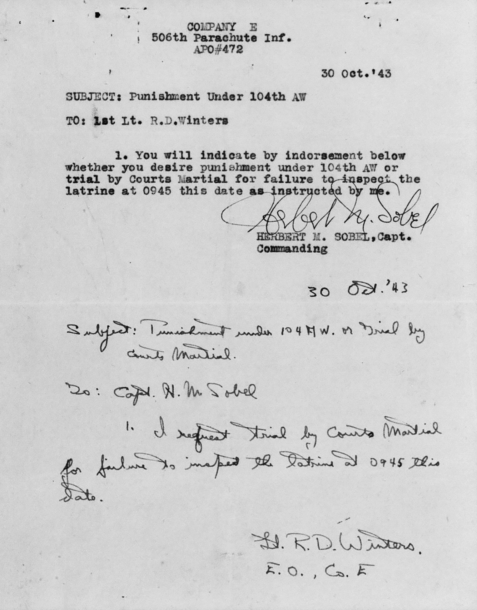 COMPANY E
506th Parachute Inf.
APO#472
30 Oct.'43
SUBJECT: Punishment Under 104th AW
TO: 1st Lt. R.D.Winters
1. You will indicate by indorsement below
whether you desire punishment under 104th AW or
trial by Courts Martial for failure to inspect the
latrine at 0945 this date as instructed by me.
Herbert M. Sobel
HERBERT M. SOBEL,Capt.
Commanding
30 Oct.'43
Subject: Punishment under 104 A.W. or Trial by
Courts Martial.
To: Capt. H. M. Sobel
1. I request trial by Courts Martial
for failure to inspect the latrine at 0945 this
date.
Lt. R.D. Winters.
E.O., Co. E